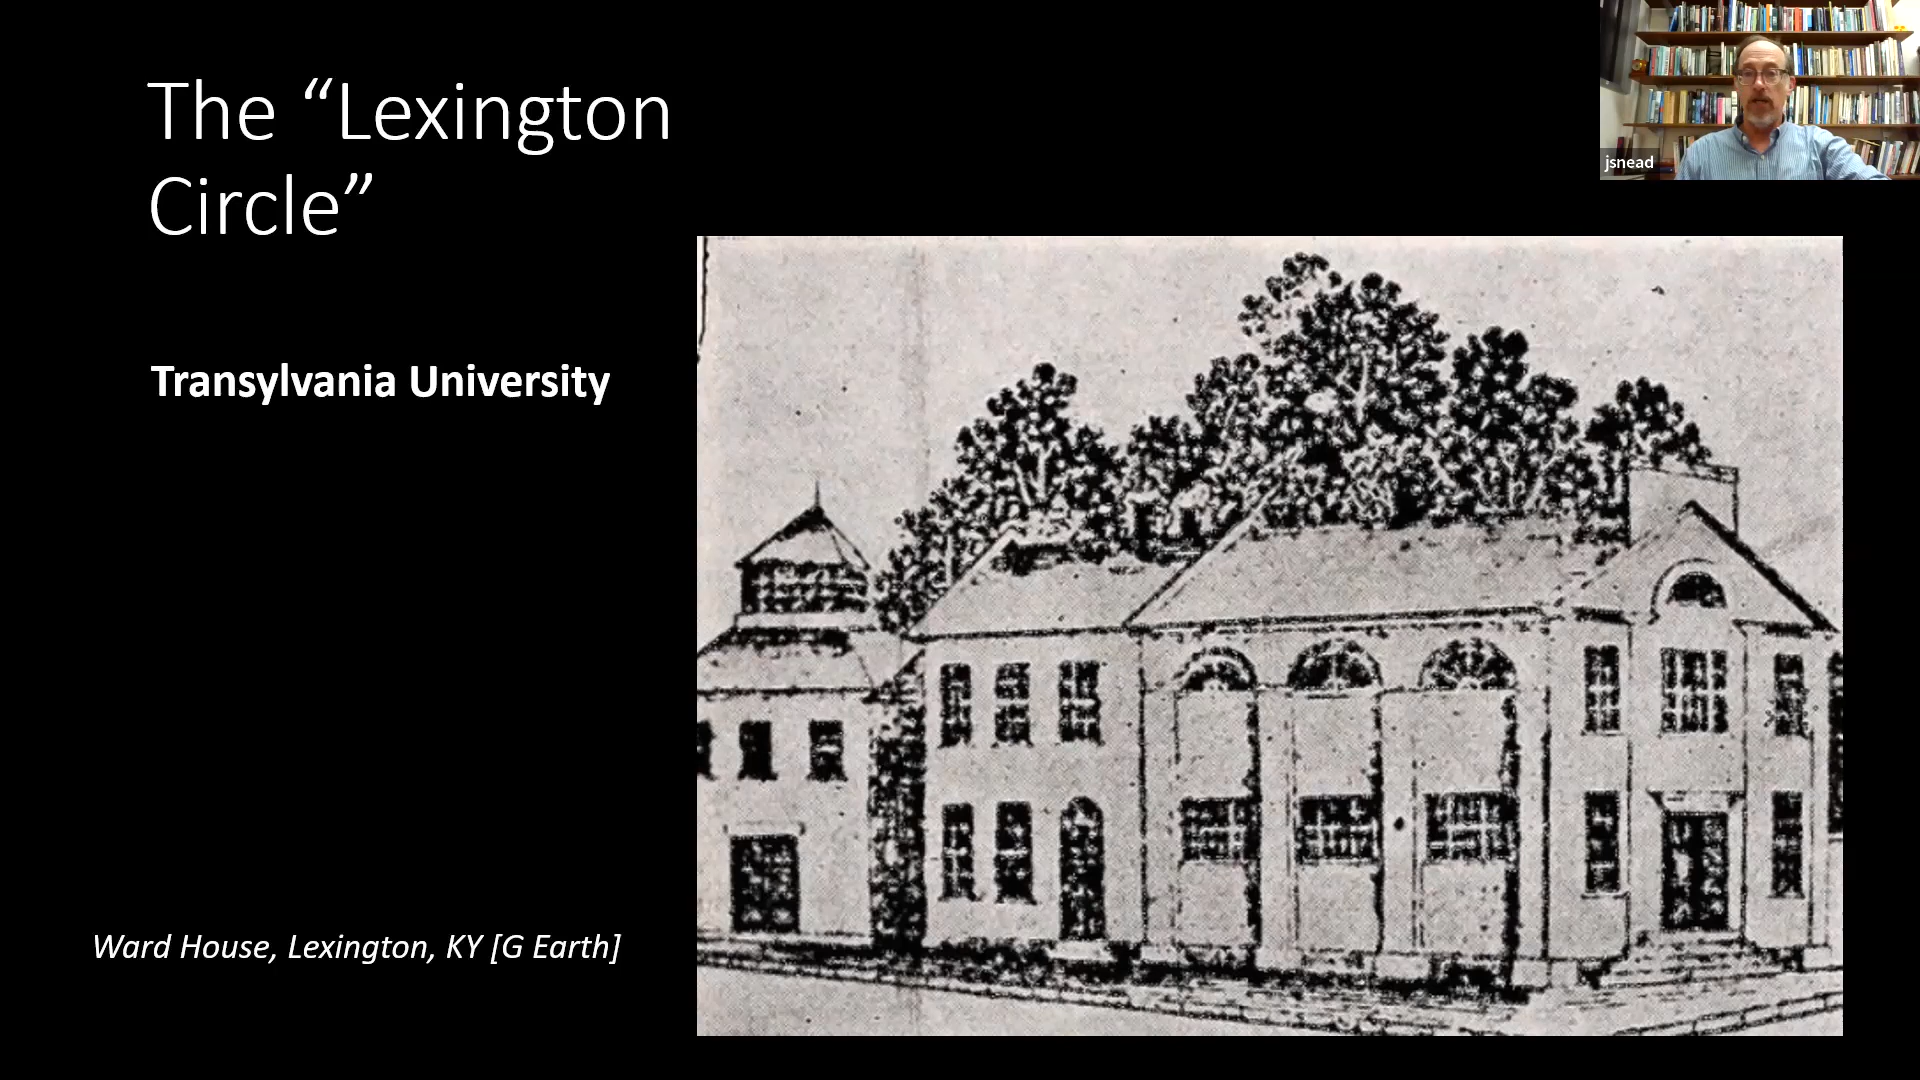 The “Lexington
Circle”
jsnead
Transylvania University
Ward House, Lexington, KY [G Earth]